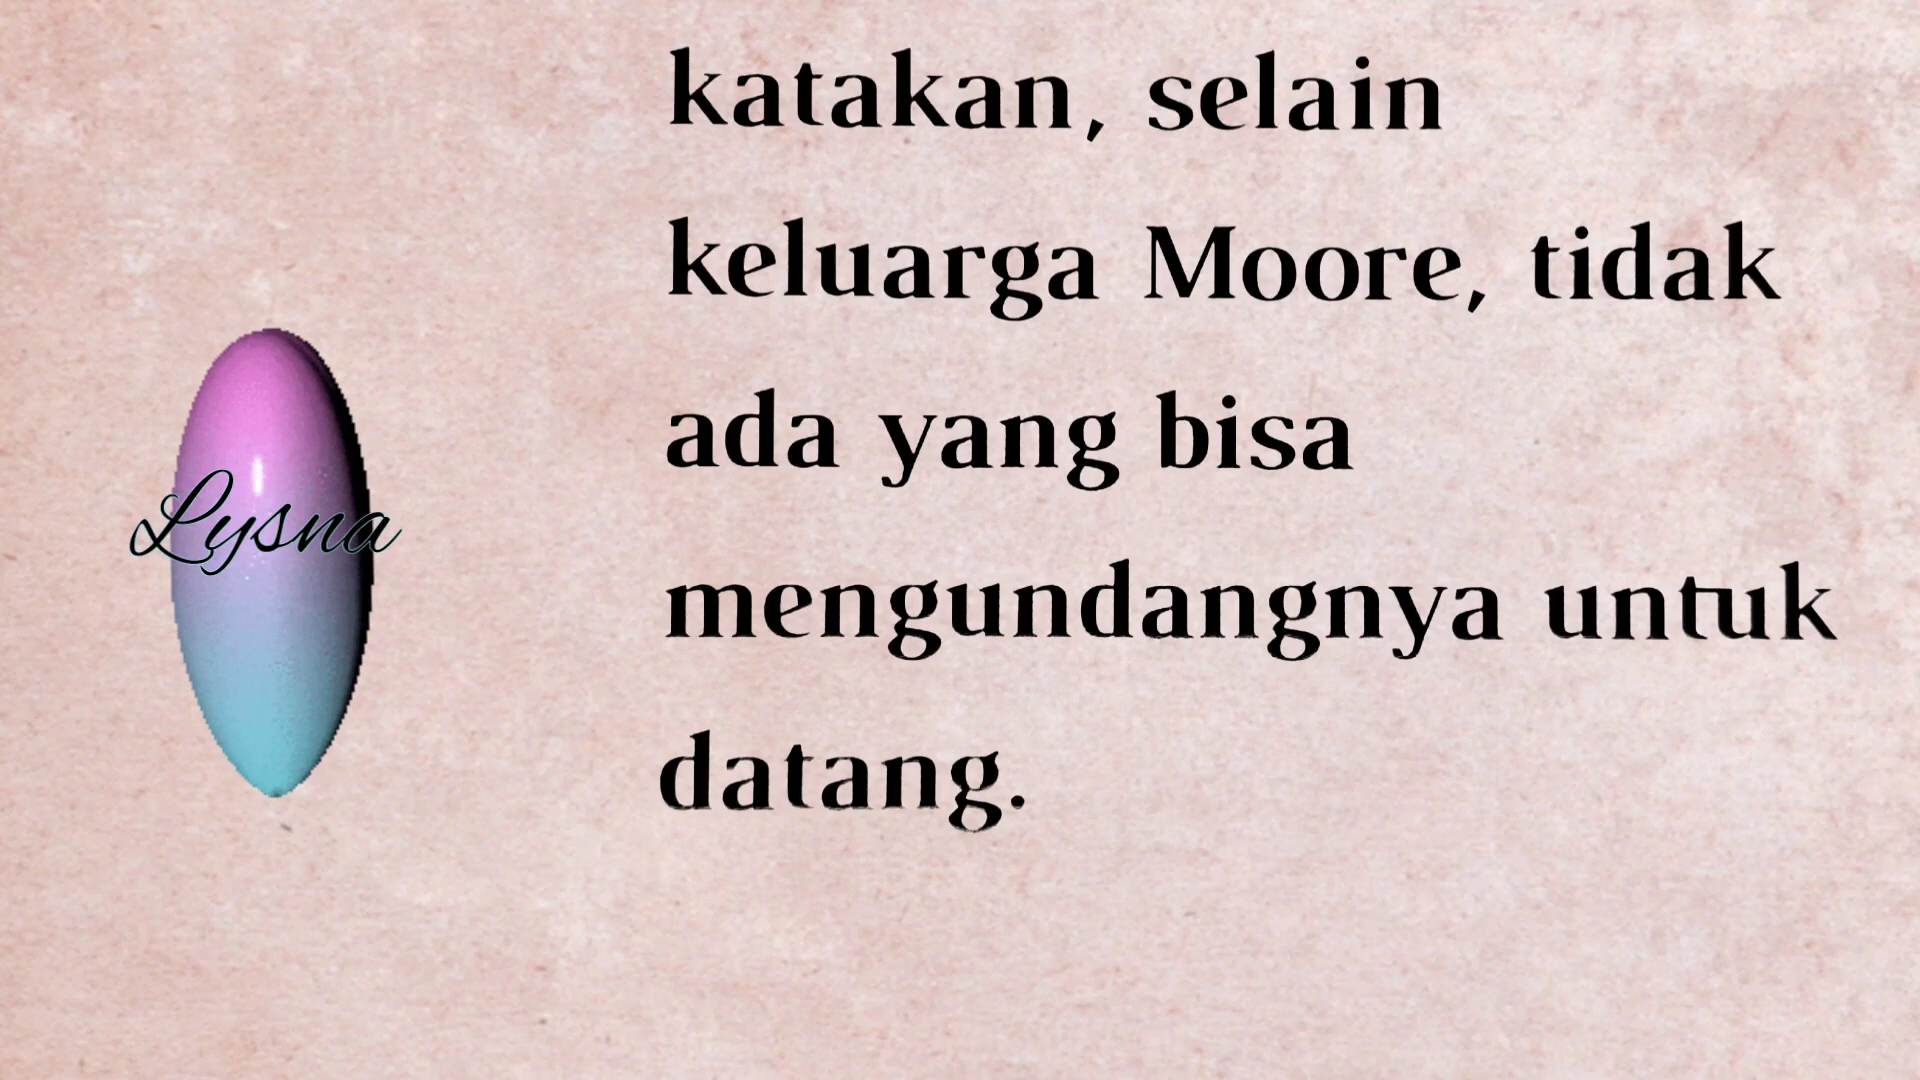 katakan, selain
keluarga Moore, tidak
ada yang bisa
mengundangnya untuk
datang.
Lysna